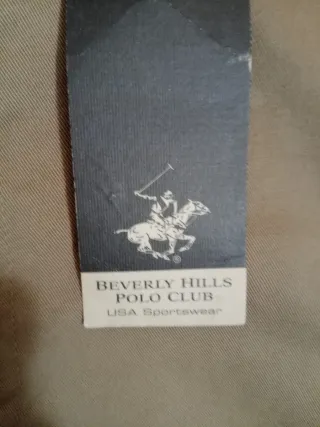 BEVERLY HILLS
POLO CLUB
USA Sportswear